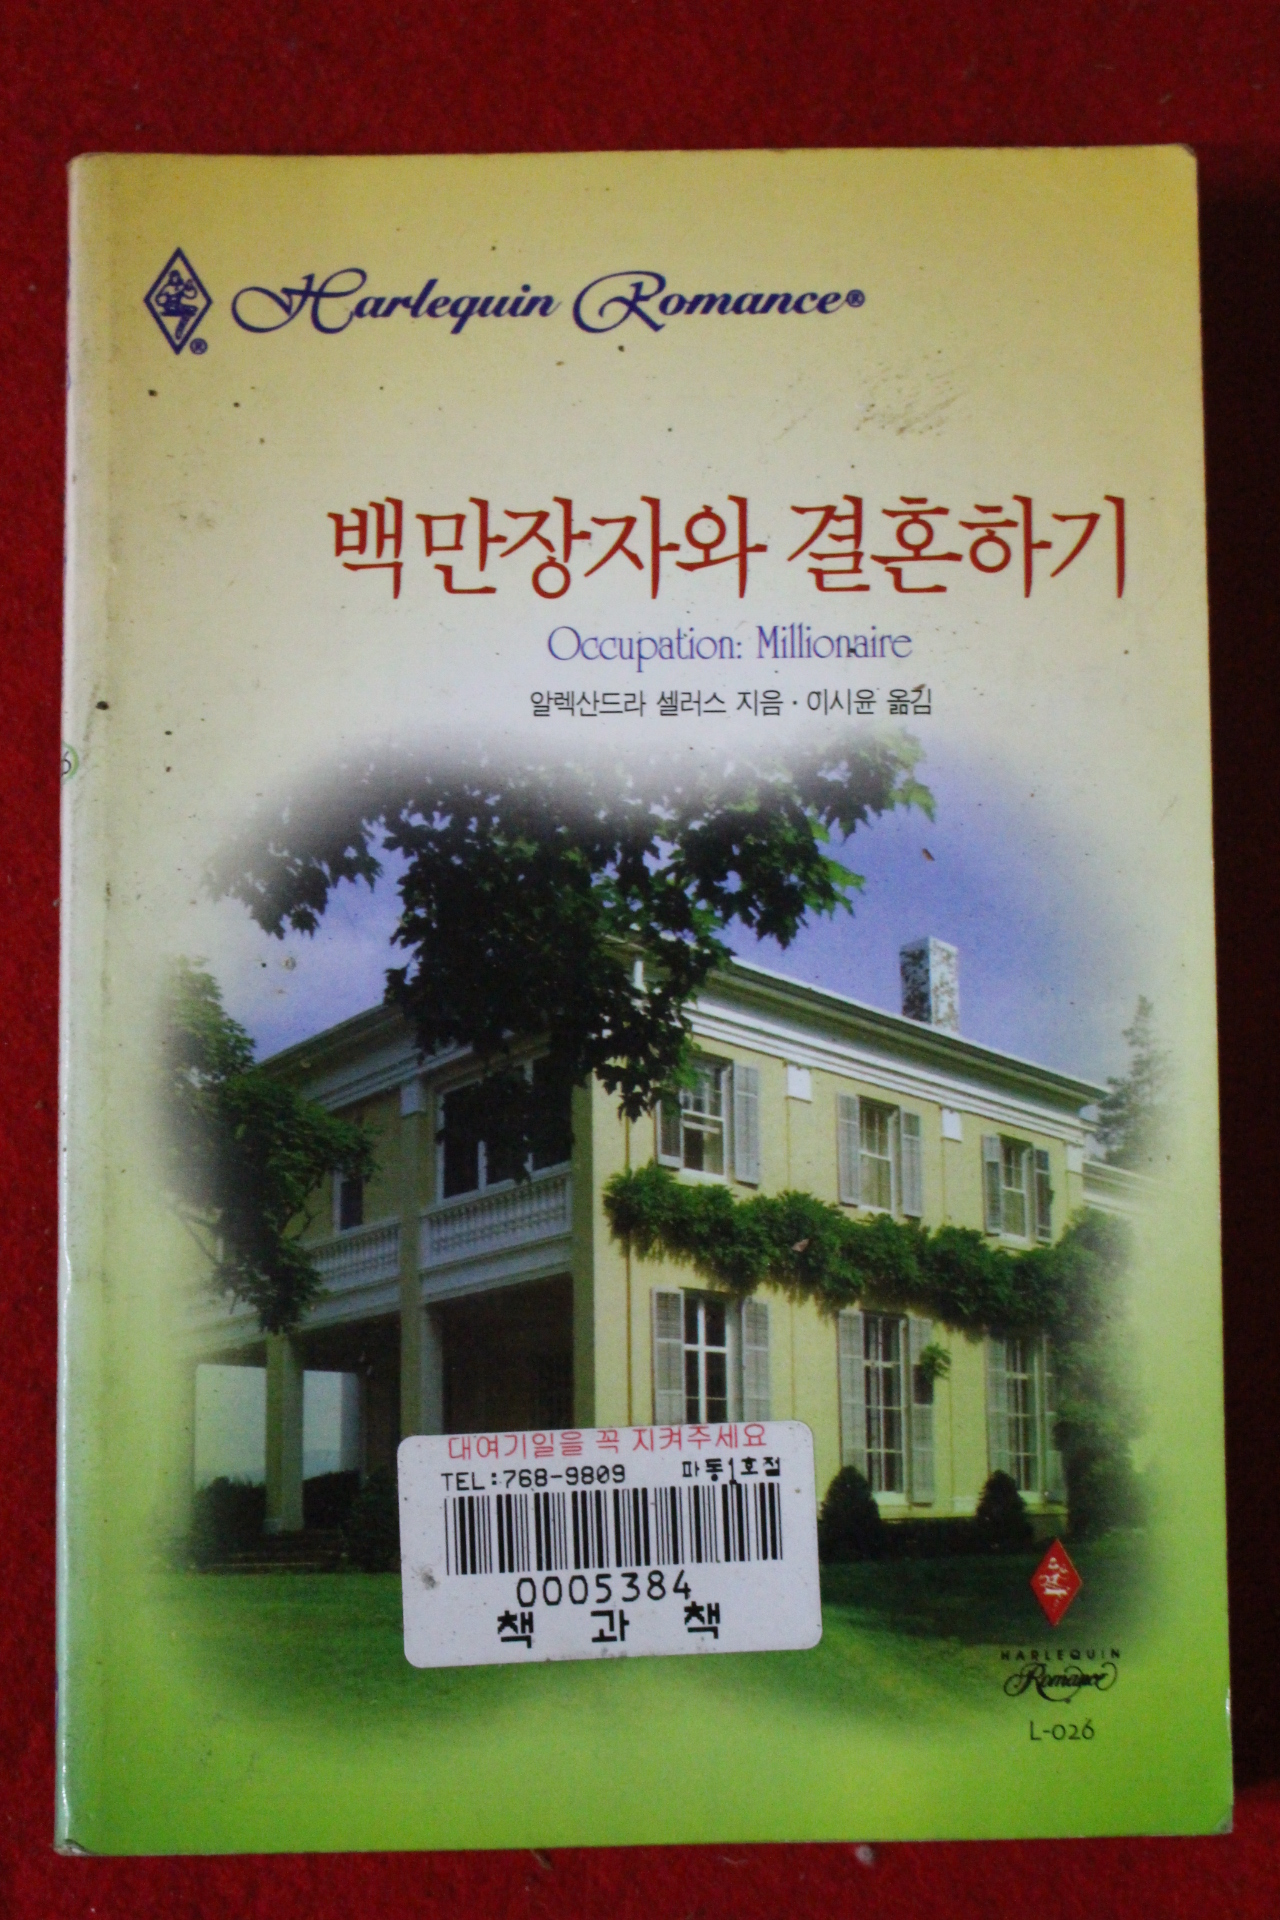 Harlequin Romance®
®
백만장자와 결혼하기
Occupation: Millionaire
알렉산드라 셀러스 지음 · 이시윤 옮김
6
대여기일을 꼭 지켜주세요
TEL:768-9809 파동1호점
0005384
책 과 책
HARLEQUIN
Romance
L-026